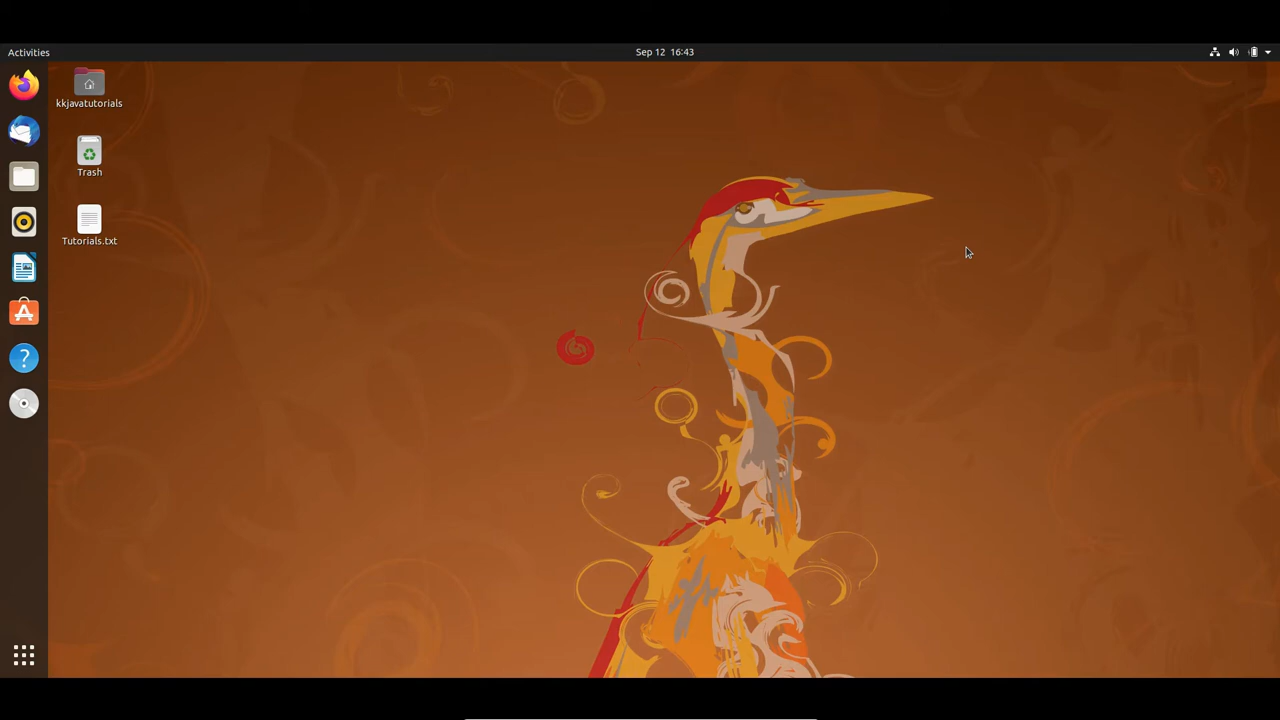 Activities
Sep 12 16:43
kkjavatutorials
Trash
Tutorials.txt